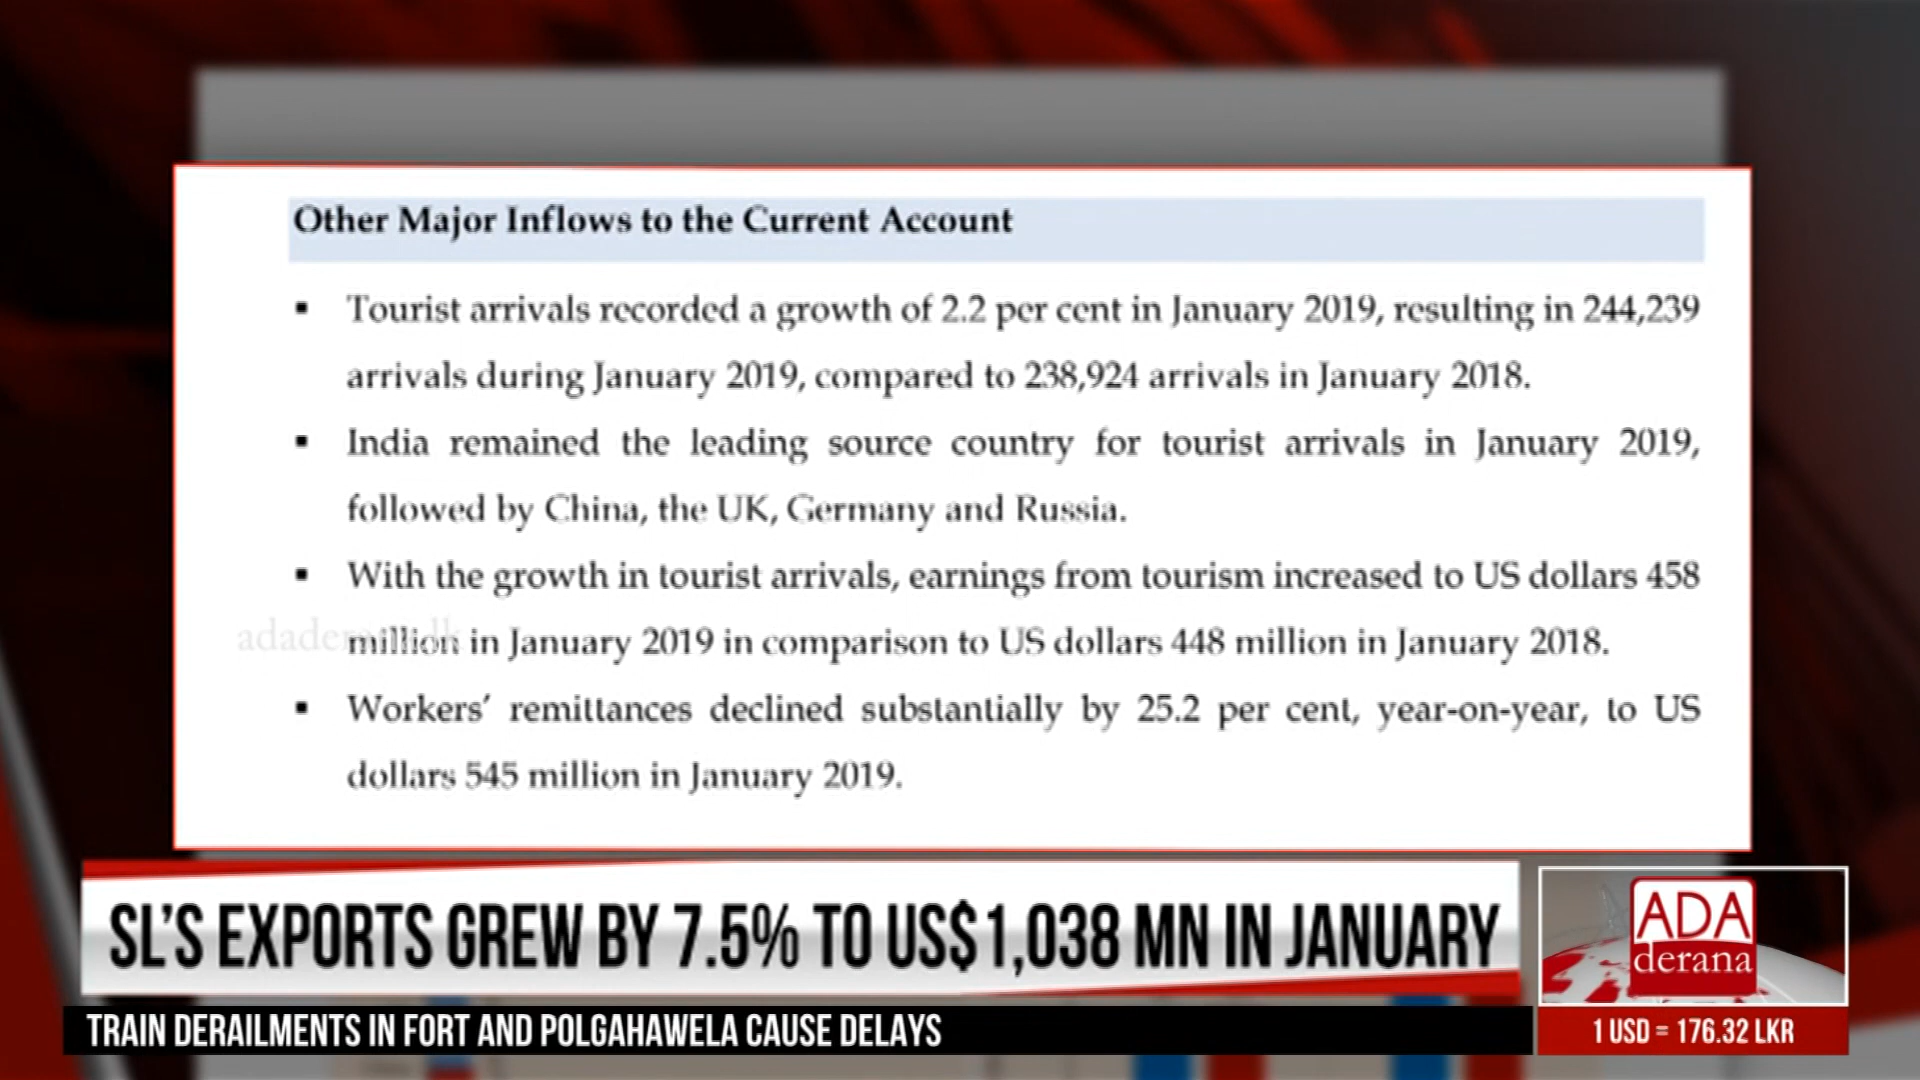 Other Major Inflows to the Current Account
▪ Tourist arrivals recorded a growth of 2.2 per cent in January 2019, resulting in 244,239
arrivals during January 2019, compared to 238,924 arrivals in January 2018.
▪ India remained the leading source country for tourist arrivals in January 2019,
followed by China, the UK, Germany and Russia.
▪ With the growth in tourist arrivals, earnings from tourism increased to US dollars 458
million in January 2019 in comparison to US dollars 448 million in January 2018.
adaderana.lk
▪ Workers' remittances declined substantially by 25.2 per cent, year-on-year, to US
dollars 545 million in January 2019.
SL'S EXPORTS GREW BY 7.5% TO US$ 1,038 MN IN JANUARY
ADA
derana
TRAIN DERAILMENTS IN FORT AND POLGAHAWELA CAUSE DELAYS
1 USD = 176.32 LKR